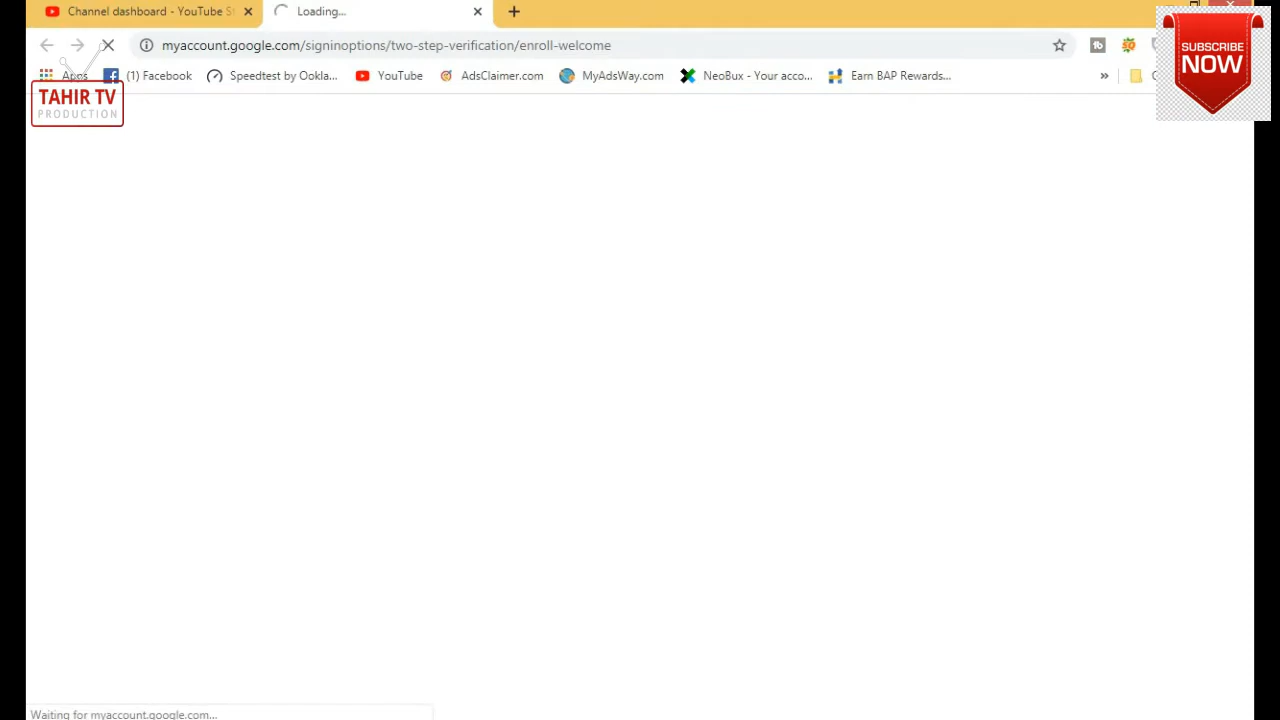 Channel dashboard - YouTube St
Loading...
myaccount.google.com/signinoptions/two-step-verification/enroll-welcome
Apps
(1) Facebook
Speedtest by Ookla...
YouTube
AdsClaimer.com
MyAdsWay.com
NeoBux - Your acco...
Earn BAP Rewards...
»
TAHIR TV
PRODUCTION
SUBSCRIBE
NOW
Waiting for myaccount.google.com...